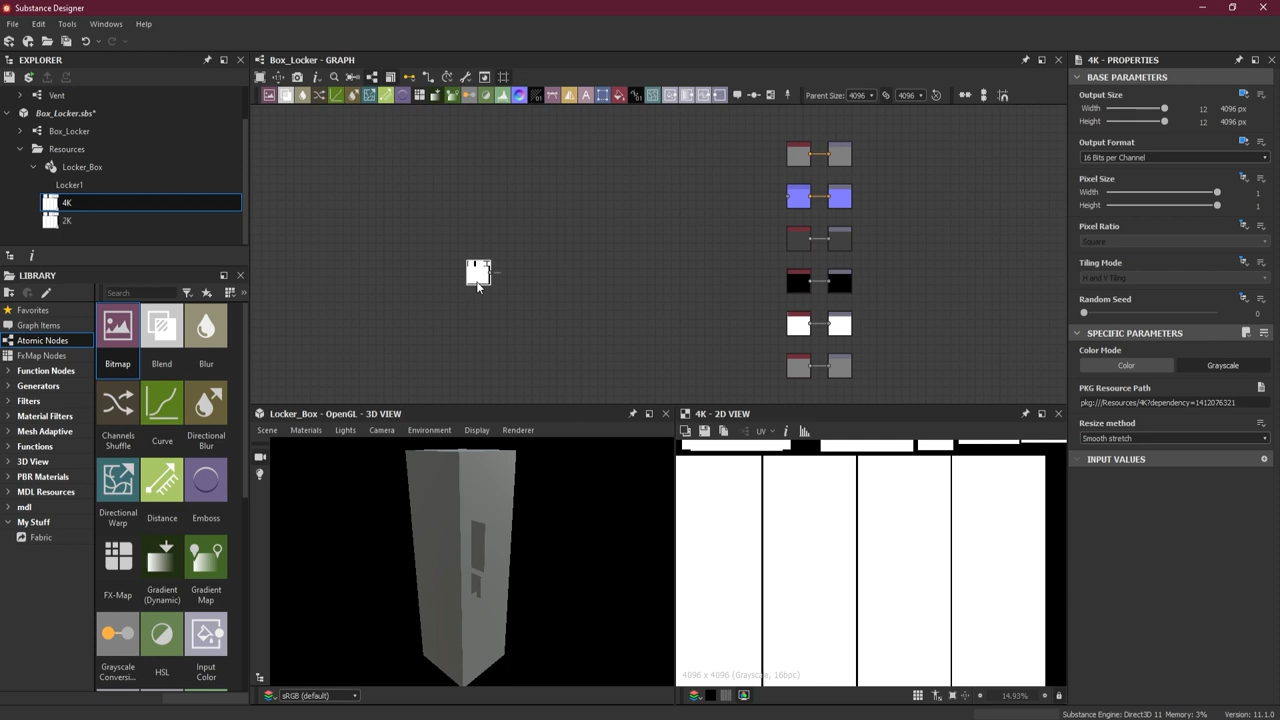 Substance Designer
File
Edit
Tools
Windows
Help
EXPLORER
Vent
Box_Locker.sbs*
Box_Locker
Resources
Locker_Box
Locker1
4K
2K
LIBRARY
Search
Favorites
Graph Items
Atomic Nodes
FxMap Nodes
Function Nodes
Generators
Filters
Material Filters
Mesh Adaptive
Functions
3D View
PBR Materials
MDL Resources
mdl
My Stuff
Fabric
Bitmap
Blend
Blur
Channels
Shuffle
Curve
Directional
Blur
Directional
Warp
Distance
Emboss
FX-Map
Gradient
(Dynamic)
Gradient
Map
Grayscale
Conversi...
HSL
Input
Color
Box_Locker - GRAPH
Parent Size:
4096
4096
Locker_Box - OpenGL - 3D VIEW
Scene
Materials
Lights
Camera
Environment
Display
Renderer
sRGB (default)
4K - 2D VIEW
UV
4096 x 4096 (Grayscale, 16bpc)
14.93%
4K - PROPERTIES
BASE PARAMETERS
Output Size
Width
12
4096 px
Height
12
4096 px
Output Format
16 Bits per Channel
Pixel Size
Width
1
Height
1
Pixel Ratio
Square
Tiling Mode
H and V Tiling
Random Seed
0
SPECIFIC PARAMETERS
Color Mode
Color
Grayscale
PKG Resource Path
pkg:///Resources/4K?dependency=1412076321
Resize method
Smooth stretch
INPUT VALUES
Substance Engine: Direct3D 11 Memory: 3%
Version: 11.1.0